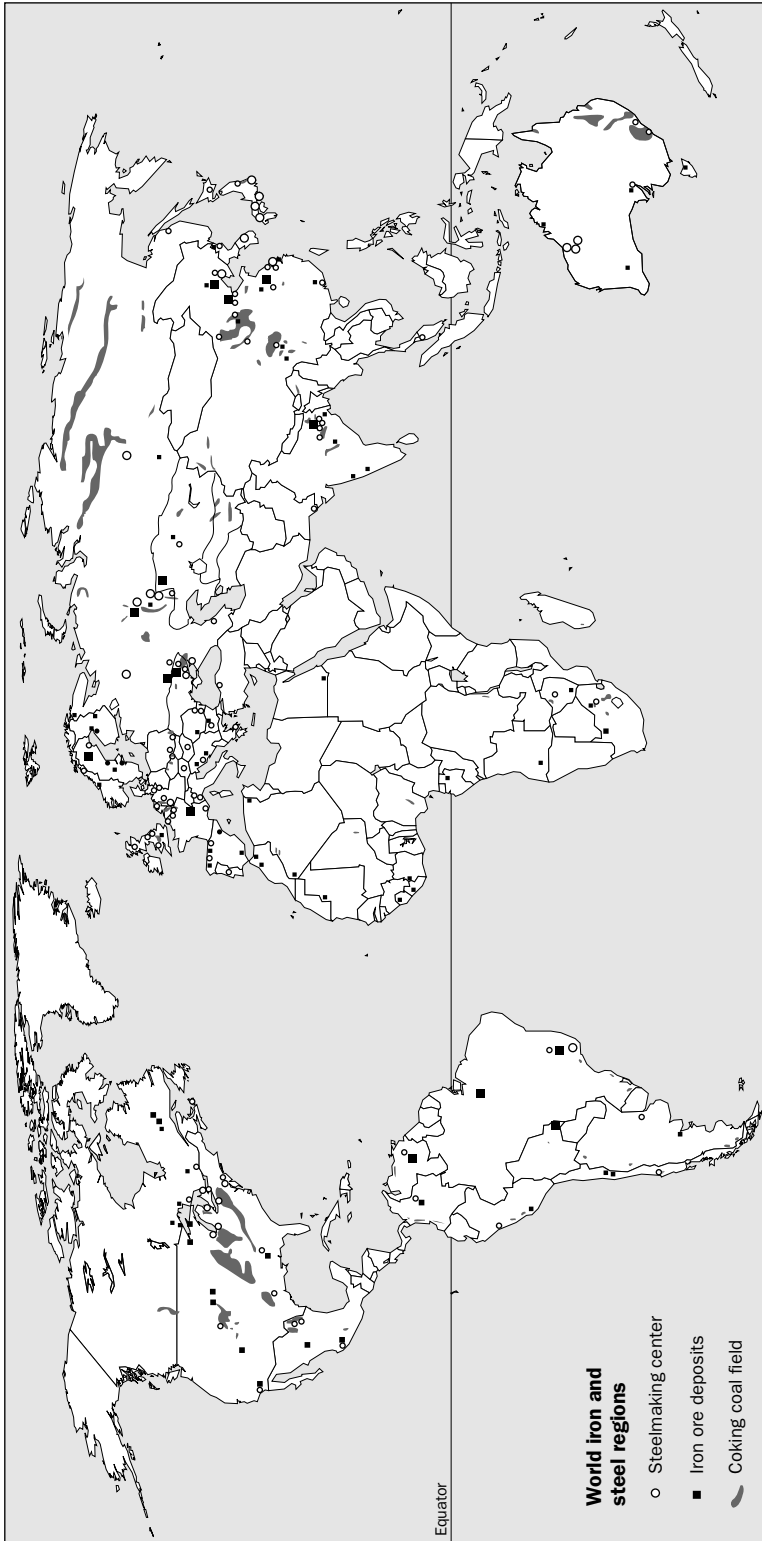 World iron and
steel regions
Steelmaking center
Iron ore deposits
Coking coal field
Equator